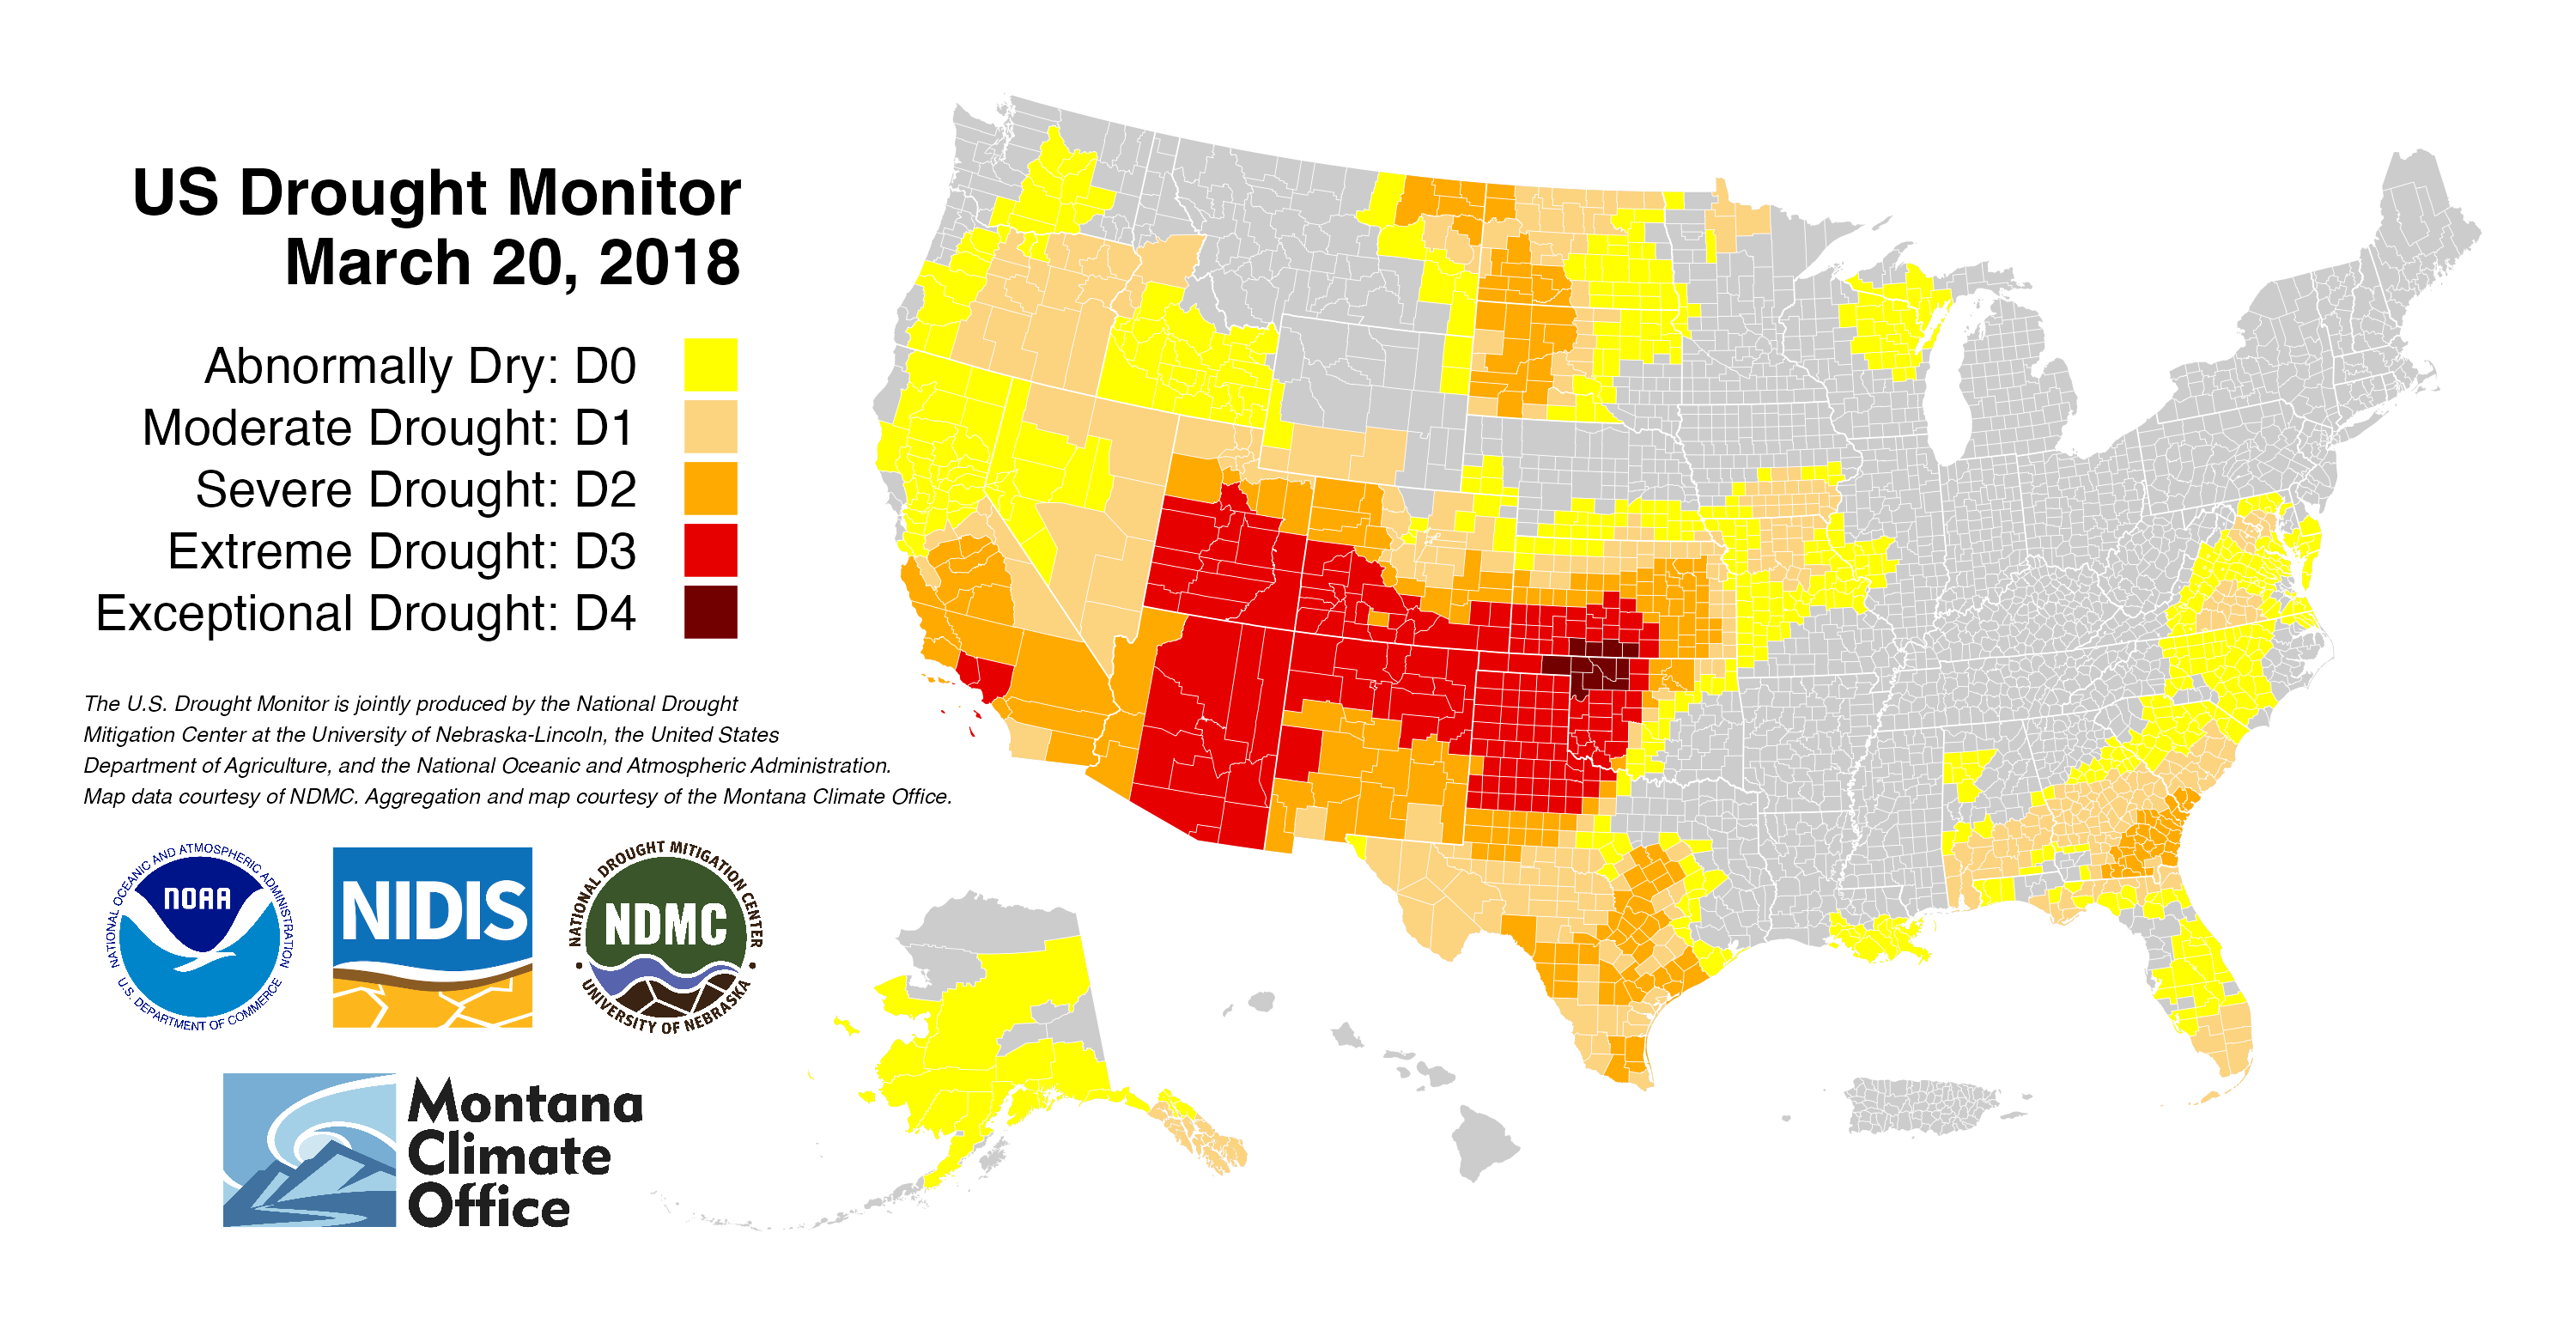 US Drought Monitor
March 20, 2018
Abnormally Dry: D0
Moderate Drought: D1
Severe Drought: D2
Extreme Drought: D3
Exceptional Drought: D4
The U.S. Drought Monitor is jointly produced by the National Drought
Mitigation Center at the University of Nebraska-Lincoln, the United States
Department of Agriculture, and the National Oceanic and Atmospheric Administration.
Map data courtesy of NDMC. Aggregation and map courtesy of the Montana Climate Office.
NATIONAL OCEANIC AND ATMOSPHERIC ADMINISTRATION
NOAA
U.S. DEPARTMENT OF COMMERCE
NIDIS
NATIONAL DROUGHT MITIGATION CENTER
NDMC
UNIVERSITY OF NEBRASKA
Montana
Climate
Office